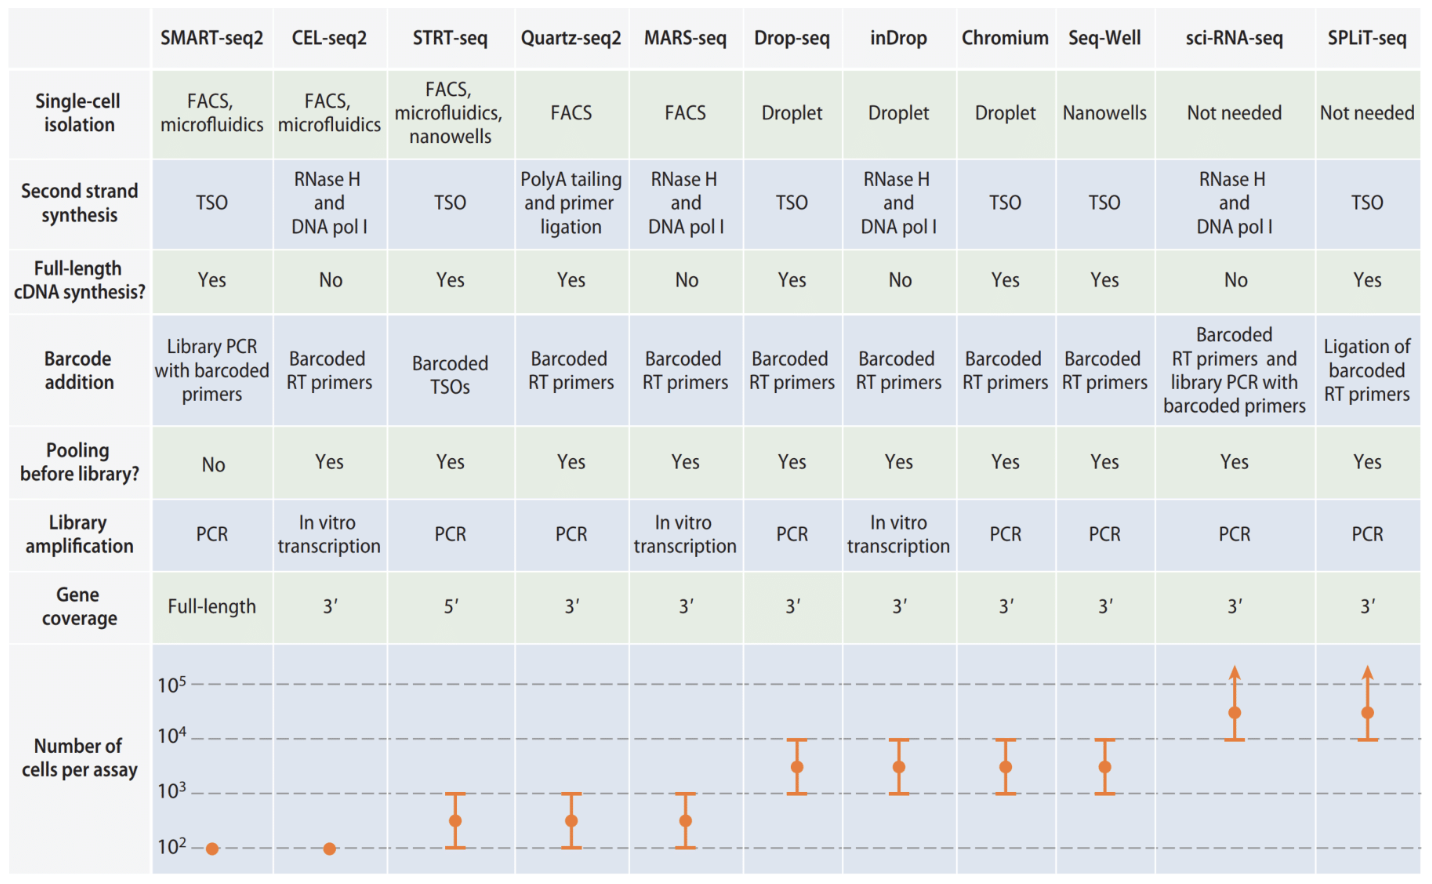 SMART-seq2 CEL-seq2 STRT-seq Quartz-seq2 MARS-seq Drop-seq inDrop Chromium Seq-Well sci-RNA-seq SPLiT-seq
Single-cell
isolation
FACS,
microfluidics
FACS,
microfluidics
FACS,
microfluidics,
nanowells
FACS
FACS
Droplet
Droplet
Droplet
Nanowells
Not needed
Not needed
Second strand
synthesis
TSO
RNase H
and
DNA pol I
TSO
PolyA tailing
and primer
ligation
RNase H
and
DNA pol I
TSO
RNase H
and
DNA pol I
TSO
TSO
RNase H
and
DNA pol I
TSO
Full-length
cDNA synthesis?
Yes
No
Yes
Yes
No
Yes
No
Yes
Yes
No
Yes
Barcode
addition
Library PCR
with barcoded
primers
Barcoded
RT primers
Barcoded
TSOs
Barcoded
RT primers
Barcoded
RT primers
Barcoded
RT primers
Barcoded
RT primers
Barcoded
RT primers
Barcoded
RT primers
Barcoded
RT primers and
library PCR with
barcoded primers
Ligation of
barcoded
RT primers
Pooling
before library?
No
Yes
Yes
Yes
Yes
Yes
Yes
Yes
Yes
Yes
Yes
Library
amplification
PCR
In vitro
transcription
PCR
PCR
In vitro
transcription
PCR
In vitro
transcription
PCR
PCR
PCR
PCR
Gene
coverage
Full-length
3′
5′
3′
3′
3′
3′
3′
3′
3′
3′
Number of
cells per assay
10⁵
10⁴
10³
10²